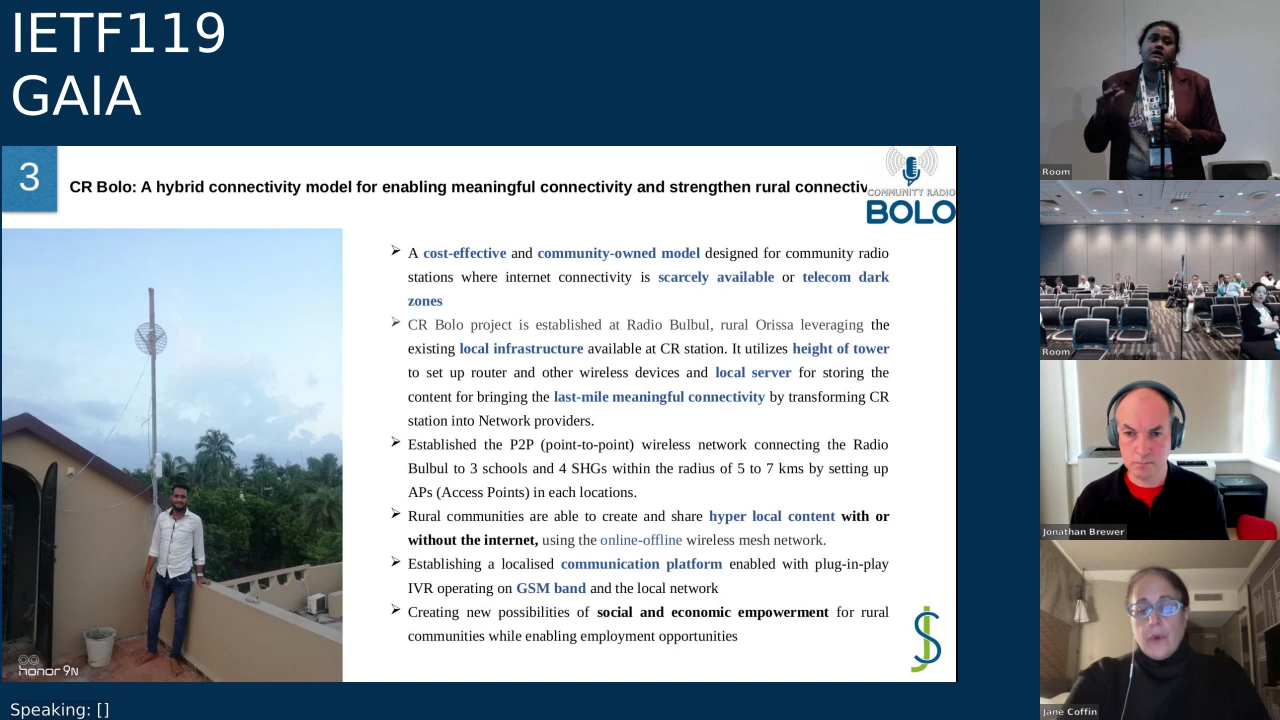 IETF119
GAIA
3
CR Bolo: A hybrid connectivity model for enabling meaningful connectivity and strengthen rural connectiv
COMMUNITY RADIO
BOLO
➢ A cost-effective and community-owned model designed for community radio
stations where internet connectivity is scarcely available or telecom dark
zones
➢ CR Bolo project is established at Radio Bulbul, rural Orissa leveraging the
existing local infrastructure available at CR station. It utilizes height of tower
to set up router and other wireless devices and local server for storing the
content for bringing the last-mile meaningful connectivity by transforming CR
station into Network providers.
➢ Established the P2P (point-to-point) wireless network connecting the Radio
Bulbul to 3 schools and 4 SHGs within the radius of 5 to 7 kms by setting up
APs (Access Points) in each locations.
➢ Rural communities are able to create and share hyper local content with or
without the internet, using the online-offline wireless mesh network.
➢ Establishing a localised communication platform enabled with plug-in-play
IVR operating on GSM band and the local network
➢ Creating new possibilities of social and economic empowerment for rural
communities while enabling employment opportunities
honor 9N
Speaking: []
Room
Room
Jonathan Brewer
Jane Coffin